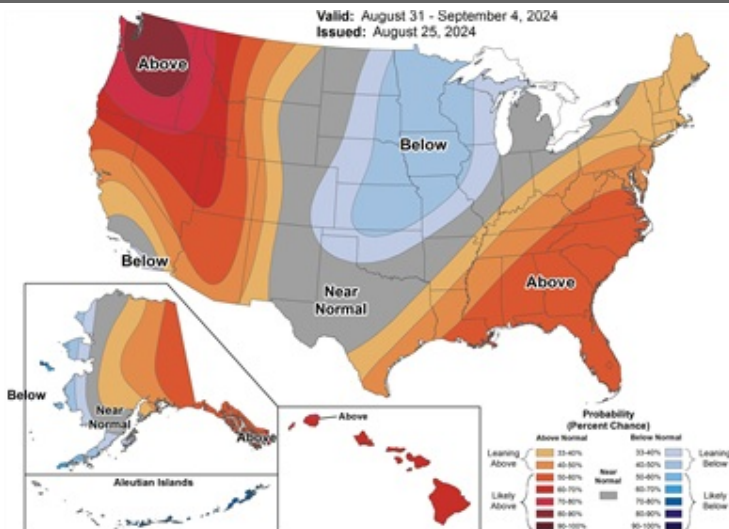 Valid: August 31 - September 4, 2024
Issued: August 25, 2024
Above
Below
Below
Near
Normal
Above
Below
Near
Normal
Above
Aleutian Islands
Above
Probability
(Percent Chance)
Above Normal
Below Normal
Leaning
Above
33-40%
40-50%
Likely
Above
50-60%
60-70%
70-80%
80-90%
90-100%
Near
Normal
33-40%
40-50%
Leaning
Below
50-60%
60-70%
70-80%
80-90%
Likely
Below